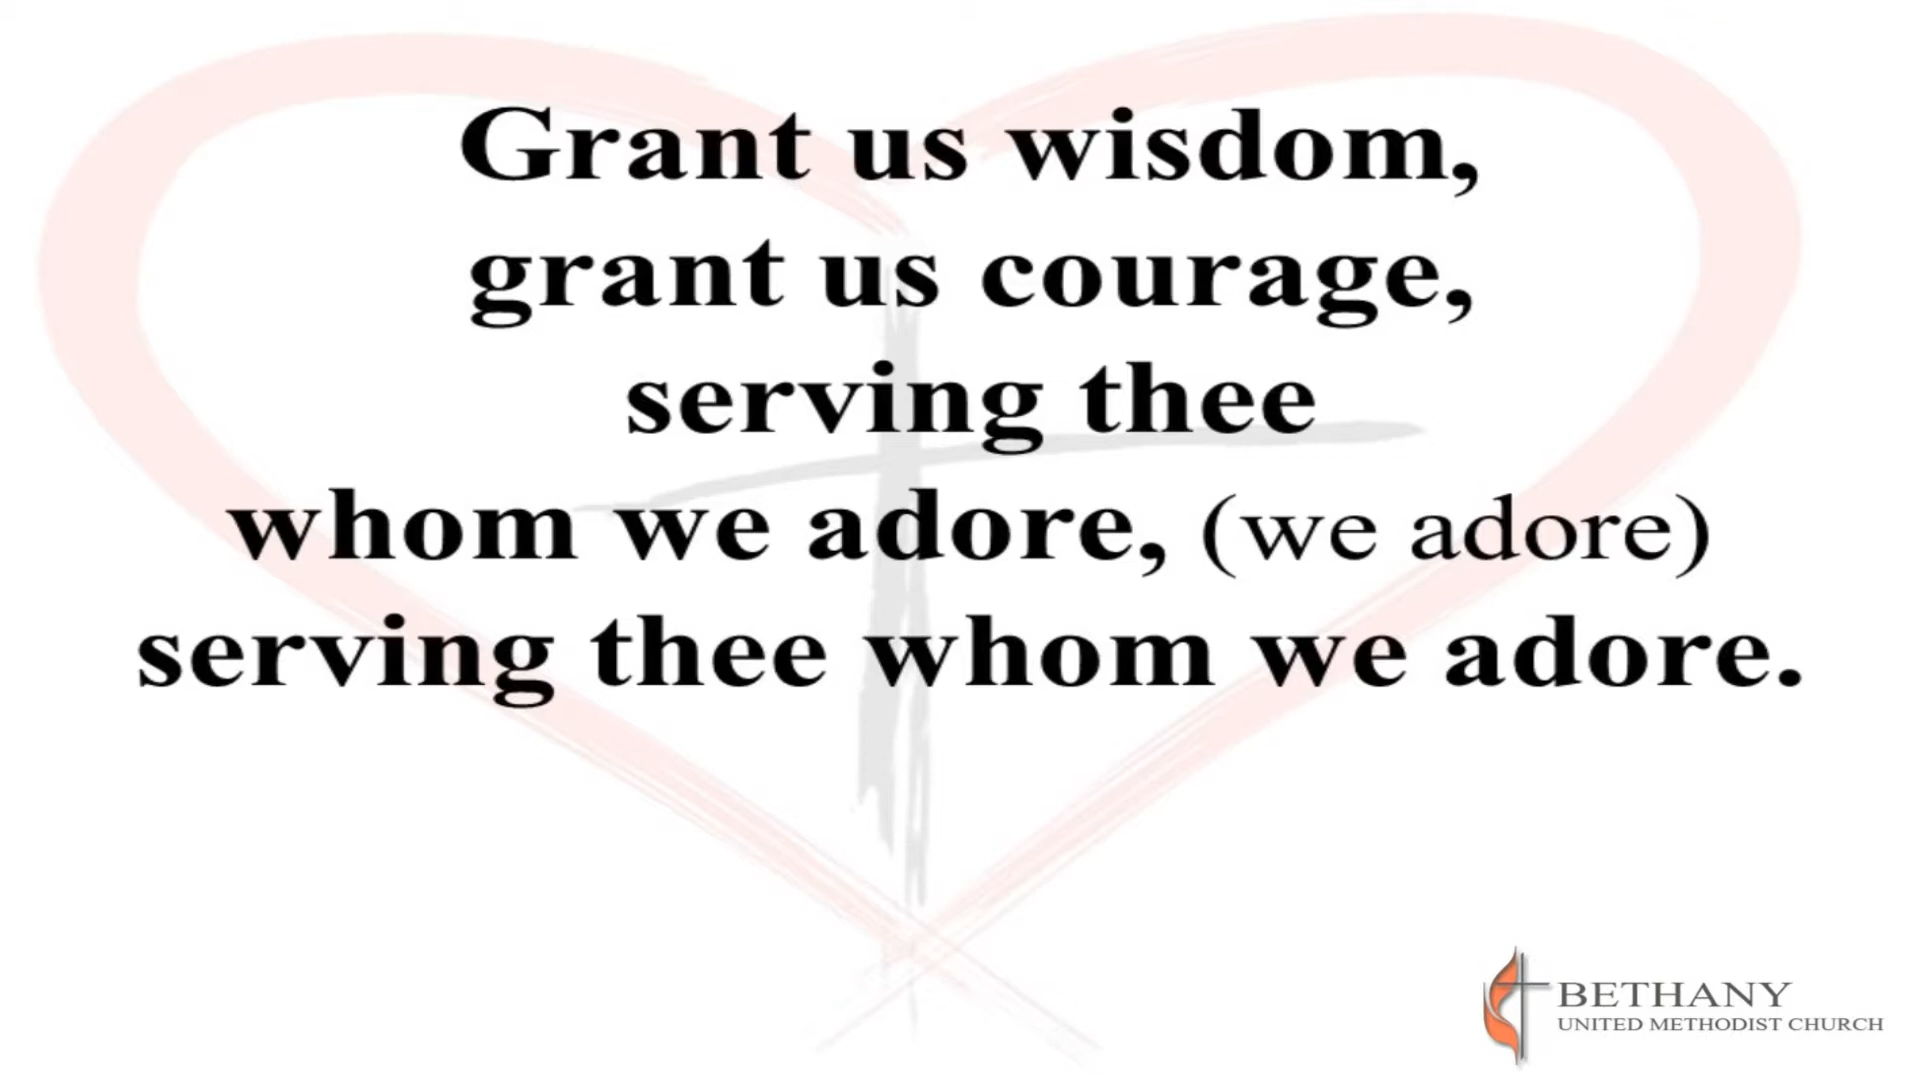 Grant us wisdom,
grant us courage,
serving thee
whom we adore, (we adore)
serving thee whom we adore.
BETHANY
UNITED METHODIST CHURCH